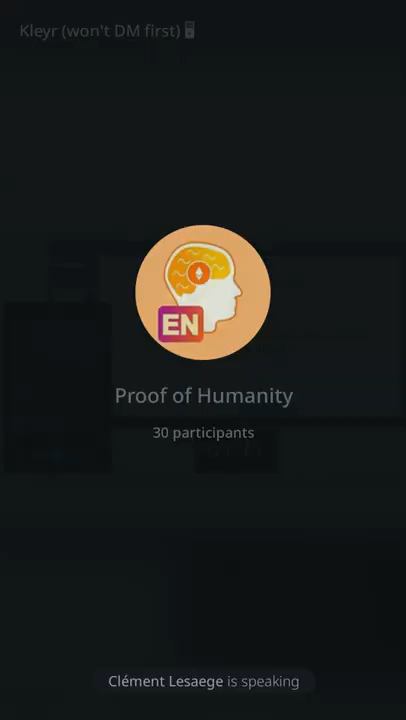 Kleyr (won't DM first) 🖥
EN
Proof of Humanity
30 participants
Clément Lesaege is speaking